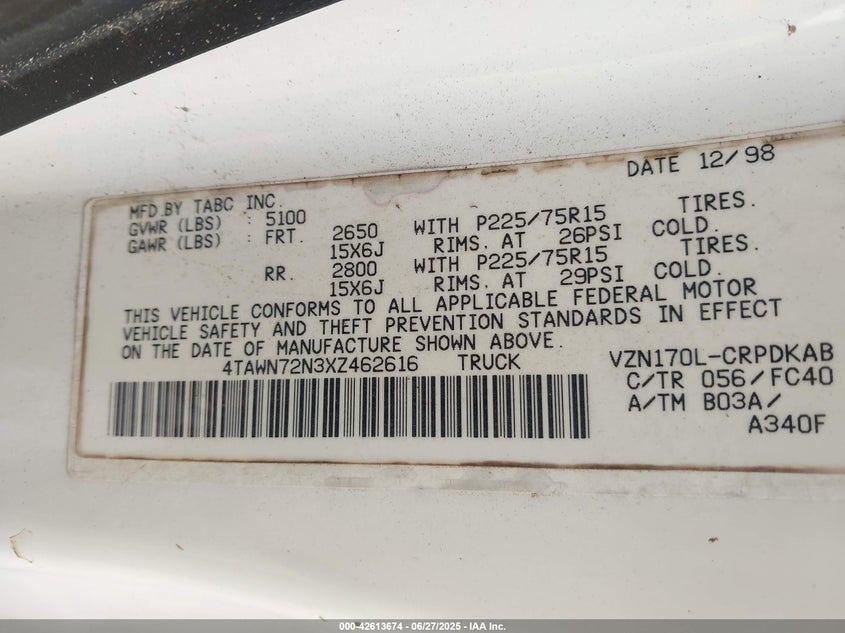 DATE 12/98
MFD.BY TABC INC.
GVWR (LBS) : 5100
GAWR (LBS) : FRT. 2650 WITH P225/75R15 TIRES.
15X6J RIMS. AT 26PSI COLD.
RR. 2800 WITH P225/75R15 TIRES.
15X6J RIMS. AT 29PSI COLD.
THIS VEHICLE CONFORMS TO ALL APPLICABLE FEDERAL MOTOR
VEHICLE SAFETY AND THEFT PREVENTION STANDARDS IN EFFECT
ON THE DATE OF MANUFACTURE SHOWN ABOVE.
4TAWN72N3XZ462616 TRUCK VZN170L-CRPDKAB
C/TR 056/FC40
A/TM B03A/
A340F
000-42613674 | 06/27/2025 - IAA Inc.